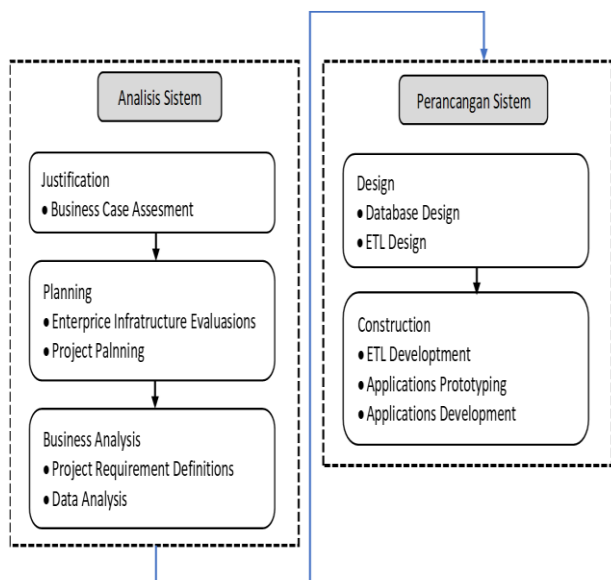 Analisis Sistem
Justification
• Business Case Assesment
Planning
• Enterprice Infratructure Evaluasions
• Project Palnning
Business Analysis
• Project Requirement Definitions
• Data Analysis
Perancangan Sistem
Design
• Database Design
• ETL Design
Construction
• ETL Developtment
• Applications Prototyping
• Applications Development